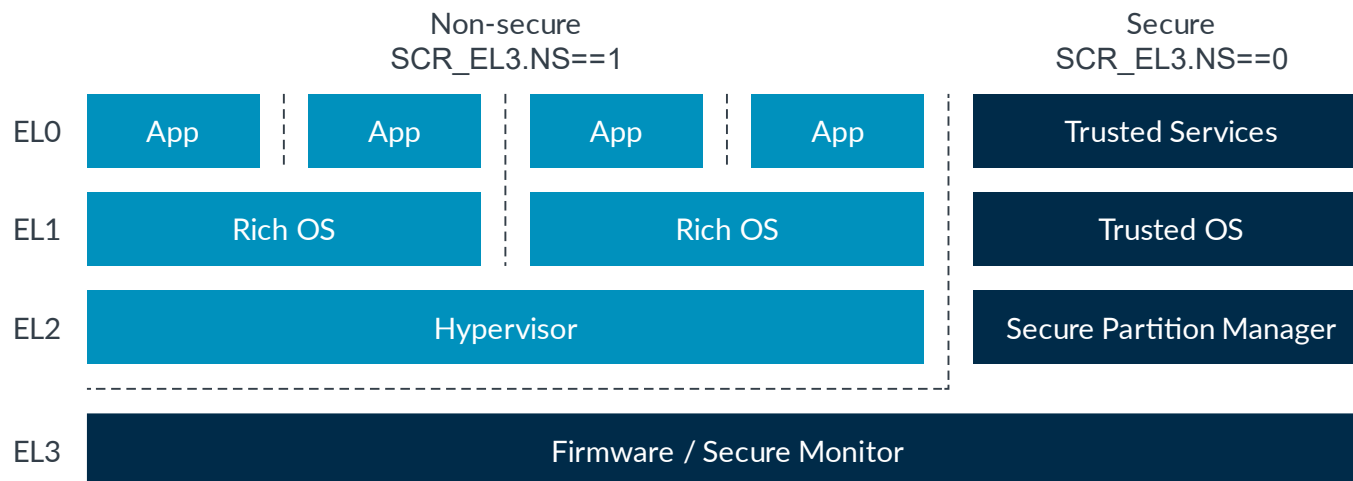 Non-secure
SCR_EL3.NS==1
Secure
SCR_EL3.NS==0
EL0
App
App
App
App
Trusted Services
EL1
Rich OS
Rich OS
Trusted OS
EL2
Hypervisor
Secure Partition Manager
EL3
Firmware / Secure Monitor